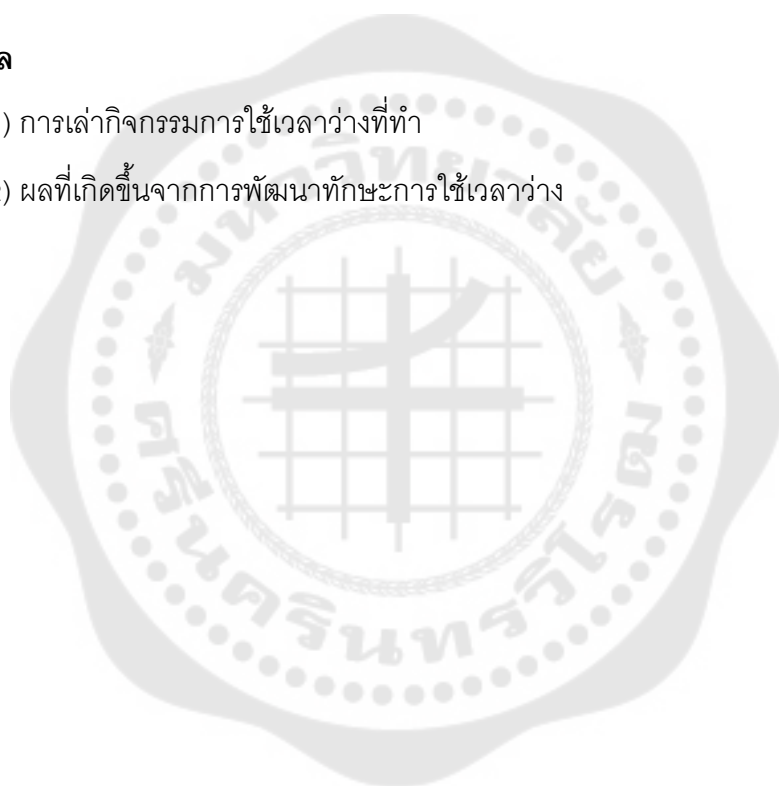 ล
) การเล่ากิจกรรมการใช้เวลาว่างที่ทำ
) ผลที่เกิดขึ้นจากการพัฒนาทักษะการใช้เวลาว่าง
มหาวิทยาลัย
ศรีนครินทรวิโรฒ